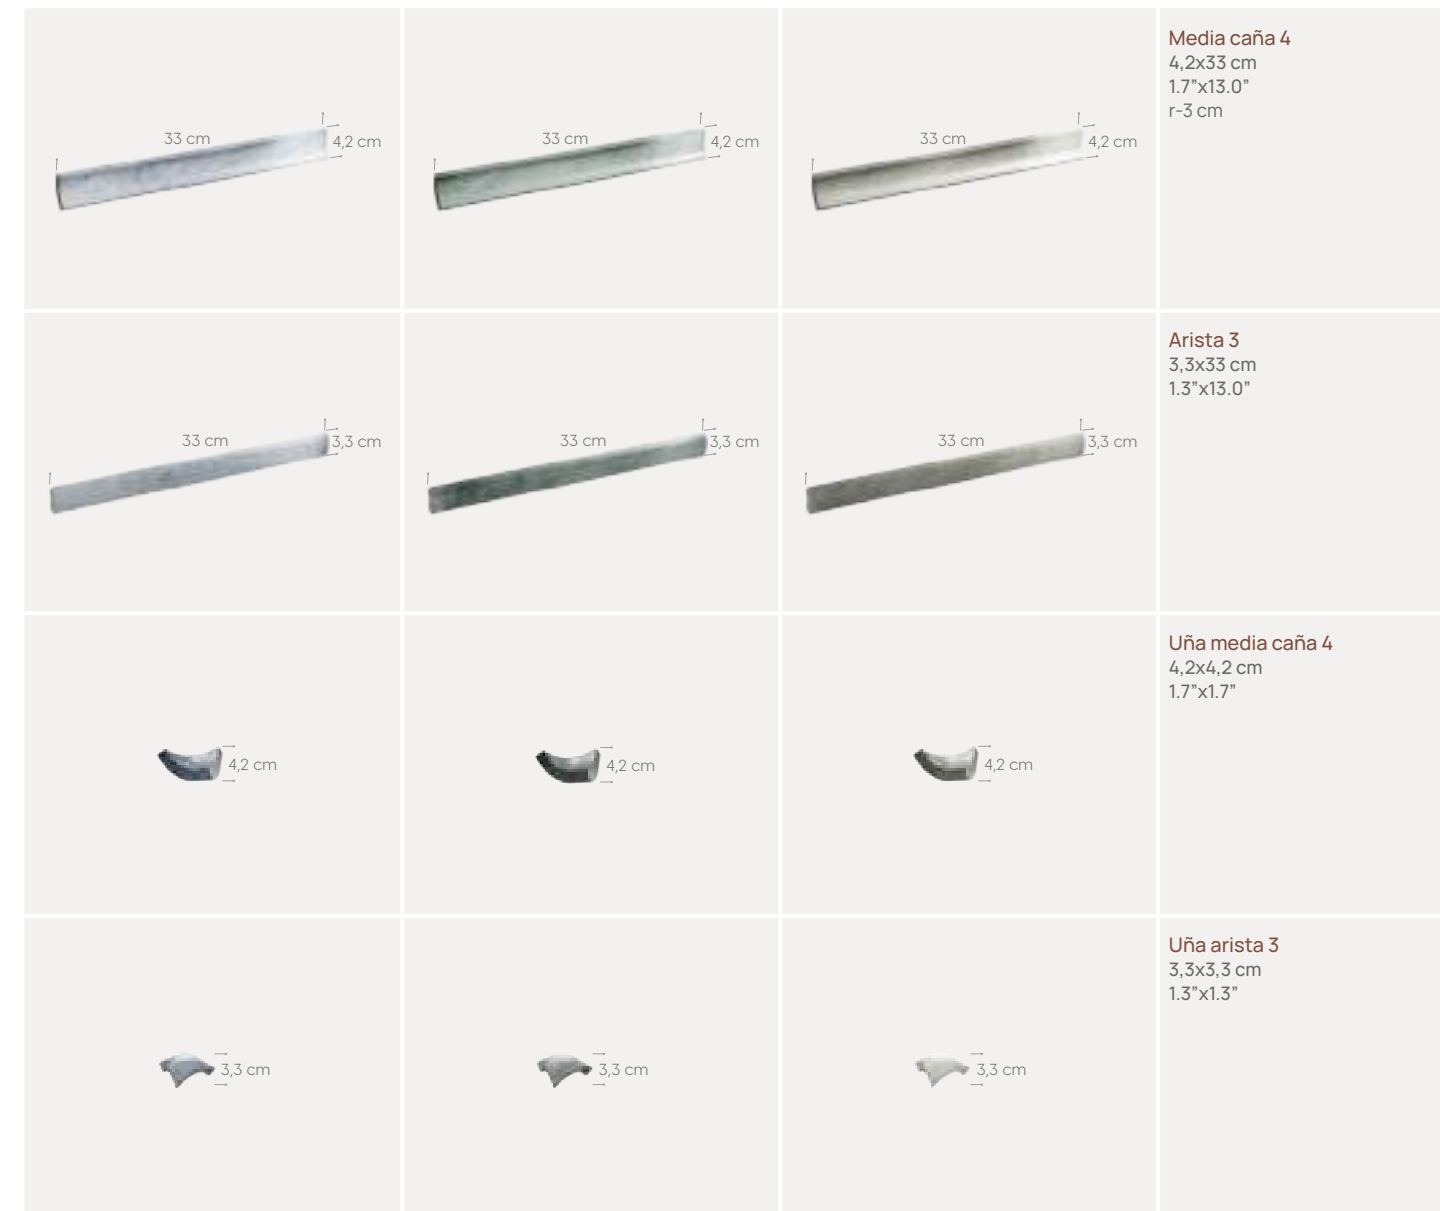 33 cm
4,2 cm
33 cm
4,2 cm
33 cm
4,2 cm
Media caña 4
4,2x33 cm
1.7”x13.0”
r-3 cm
33 cm
3,3 cm
33 cm
3,3 cm
33 cm
3,3 cm
Arista 3
3,3x33 cm
1.3”x13.0”
4,2 cm
4,2 cm
4,2 cm
Uña media caña 4
4,2x4,2 cm
1.7”x1.7”
3,3 cm
3,3 cm
3,3 cm
Uña arista 3
3,3x3,3 cm
1.3”x1.3”